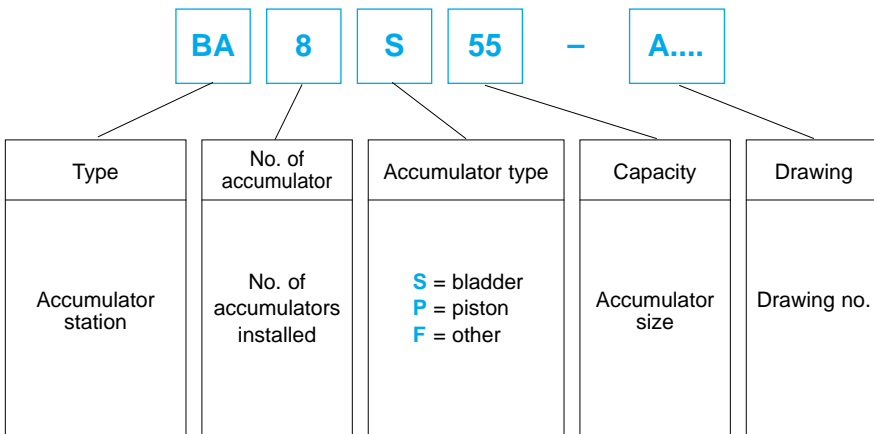 BA 8 S 55 – A....
Type
No. of
accumulator
Accumulator type
Capacity
Drawing
Accumulator
station
No. of
accumulators
installed
S = bladder
P = piston
F = other
Accumulator
size
Drawing no.